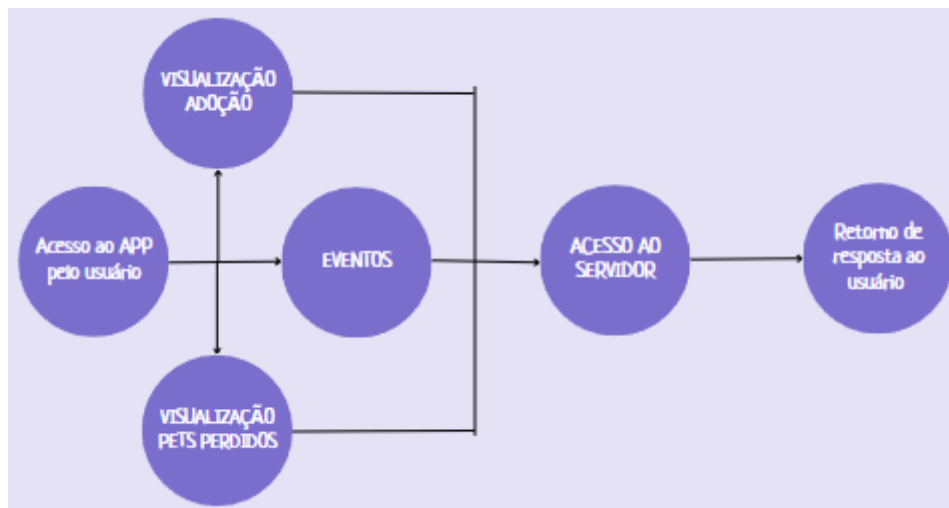 VISUALIZAÇÃO
ADOÇÃO
Acesso ao APP
pelo usuário
EVENTOS
ACESSO AO
SERVIDOR
Retorno de
resposta ao
usuário
VISUALIZAÇÃO
PETS PERDIDOS